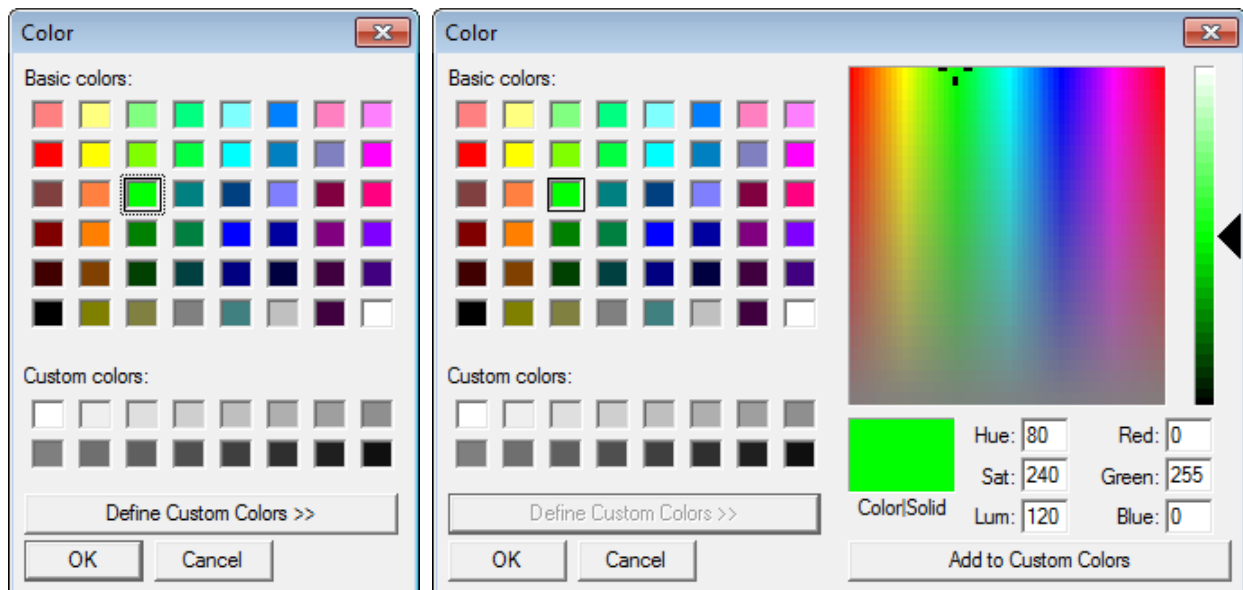 Color
Basic colors:
Custom colors:
Define Custom Colors >>
OK Cancel
Color
Basic colors:
Custom colors:
Define Custom Colors >>
OK Cancel
Color|Solid
Hue: 80 Red: 0
Sat: 240 Green: 255
Lum: 120 Blue: 0
Add to Custom Colors